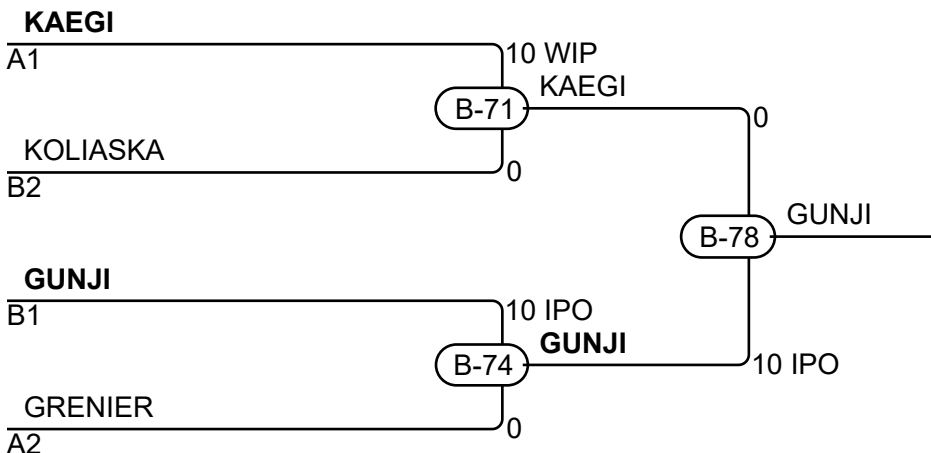 KAEGI
A1
10 WIP
B-71
KAEGI
KOLIASKA
B2
0
0
B-78
GUNJI
GUNJI
B1
10 IPO
B-74
GUNJI
10 IPO
GRENIER
A2
0